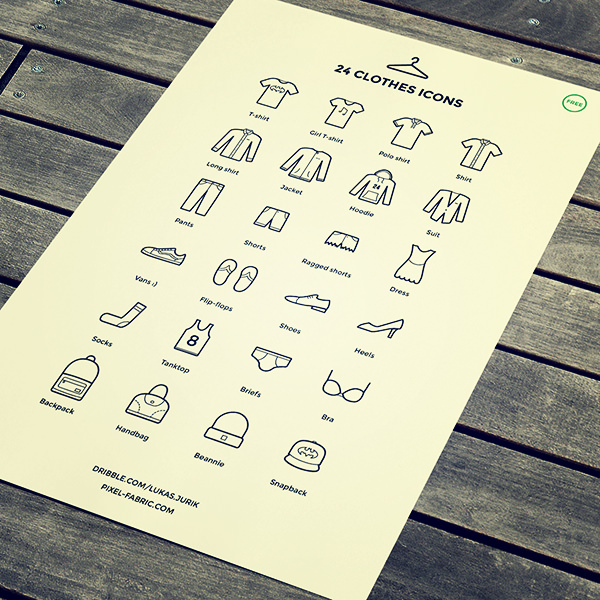 24 CLOTHES ICONS
FREE
T-shirt
Girl T-shirt
Polo shirt
Shirt
Long shirt
Jacket
24
Hoodie
Suit
Pants
Shorts
Ragged shorts
Dress
Vans :)
Flip-flops
Shoes
Heels
Socks
8
Tanktop
Briefs
Bra
Backpack
Handbag
Beannie
Snapback
DRIBBLE.COM/LUKAS.JURIK
PIXEL-FABRIC.COM